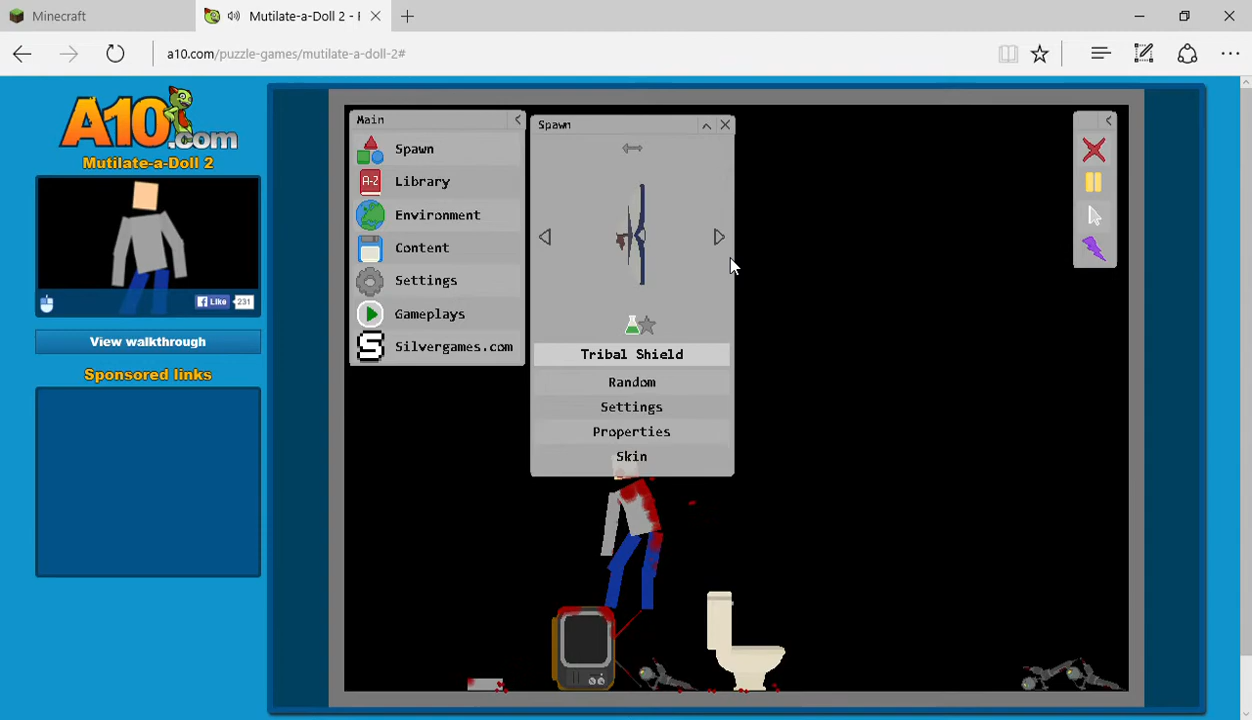 Minecraft
Mutilate-a-Doll 2 - F
a10.com/puzzle-games/mutilate-a-doll-2#
A10.com
Mutilate-a-Doll 2
Like 231
View walkthrough
Sponsored links
Main
Spawn
A-Z Library
Environment
Content
Settings
Gameplays
S Silvergames.com
Spawn
Tribal Shield
Random
Settings
Properties
Skin